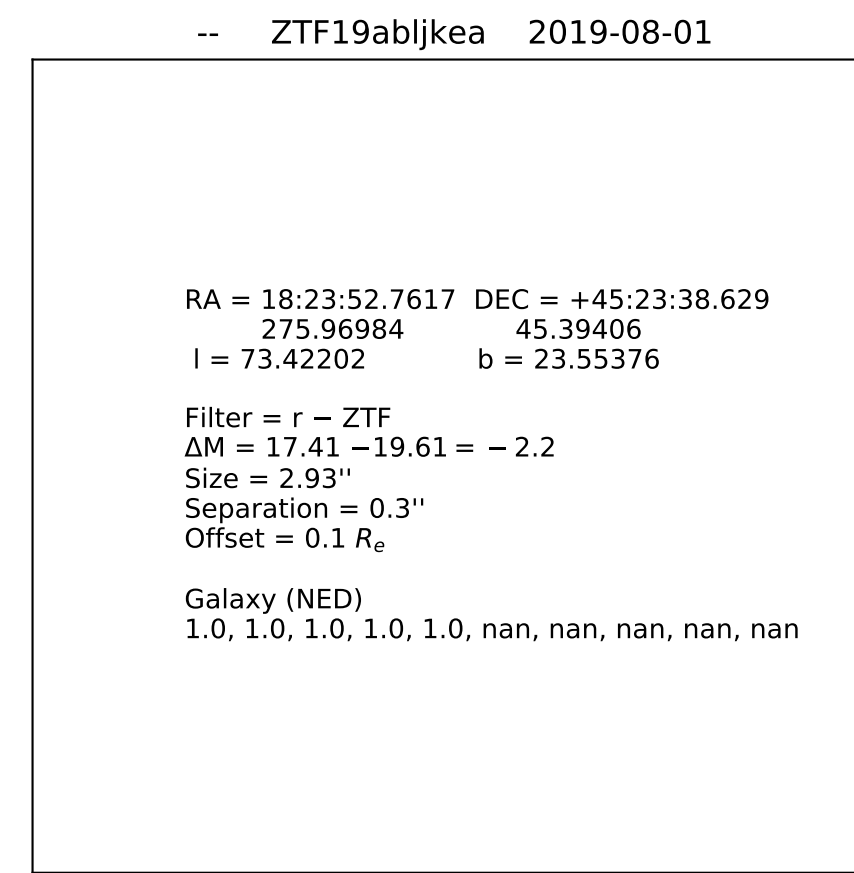 -- ZTF19abljkea 2019-08-01
RA = 18:23:52.7617 DEC = +45:23:38.629
275.96984 45.39406
l = 73.42202 b = 23.55376
Filter = r − ZTF
ΔM = 17.41 −19.61 = − 2.2
Size = 2.93''
Separation = 0.3''
Offset = 0.1 Rₑ
Galaxy (NED)
1.0, 1.0, 1.0, 1.0, 1.0, nan, nan, nan, nan, nan